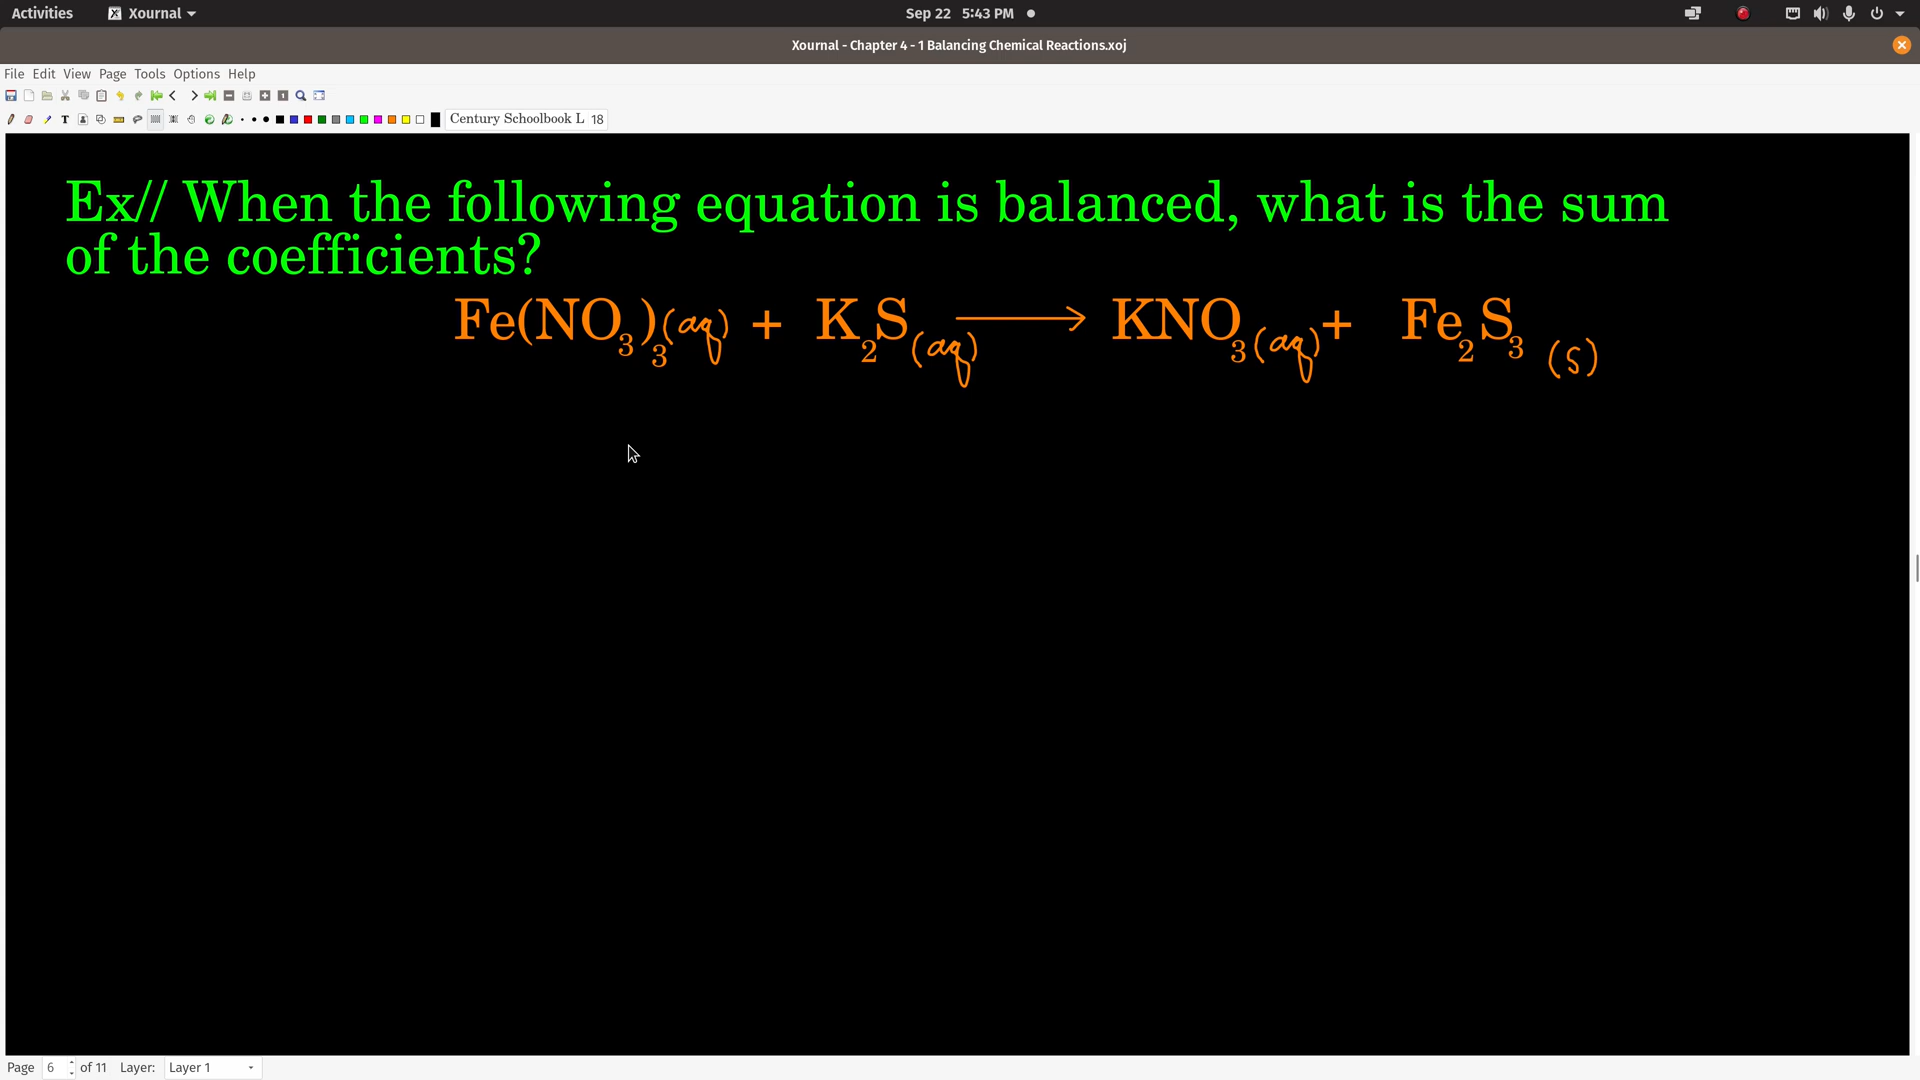 Activities Xournal Sep 22 5:43 PM
Xournal - Chapter 4 - 1 Balancing Chemical Reactions.xoj
File Edit View Page Tools Options Help
Century Schoolbook L 18
Ex// When the following equation is balanced, what is the sum
of the coefficients?
Fe(NO₃)₃(aq) + K₂S(aq) ⟶ KNO₃(aq) + Fe₂S₃ (s)
Page 6 of 11 Layer: Layer 1